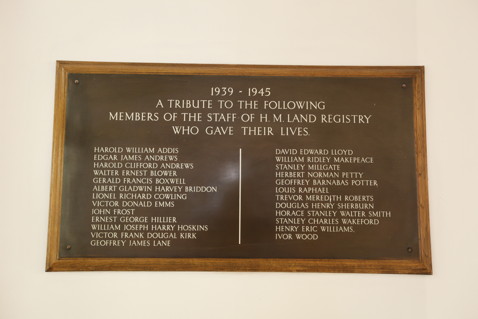 1939 - 1945
A TRIBUTE TO THE FOLLOWING
MEMBERS OF THE STAFF OF H. M. LAND REGISTRY
WHO GAVE THEIR LIVES.
HAROLD WILLIAM ADDIS
EDGAR JAMES ANDREWS
HAROLD CLIFFORD ANDREWS
WALTER ERNEST BLOWER
GERALD FRANCIS BOXWELL
ALBERT GLADWIN HARVEY BRIDDON
LIONEL RICHARD COWLING
VICTOR DONALD EMMS
JOHN FROST
ERNEST GEORGE HILLIER
WILLIAM JOSEPH HARRY HOSKINS
VICTOR FRANK DOUGAL KIRK
GEOFFREY JAMES LANE
DAVID EDWARD LLOYD
WILLIAM RIDLEY MAKEPEACE
STANLEY MILLGATE
HERBERT NORMAN PETTY
GEOFFREY BARNABAS POTTER
LOUIS RAPHAEL
TREVOR MEREDITH ROBERTS
DOUGLAS HENRY SHERBURN
HORACE STANLEY WALTER SMITH
STANLEY CHARLES WAKEFORD
HENRY ERIC WILLIAMS.
IVOR WOOD